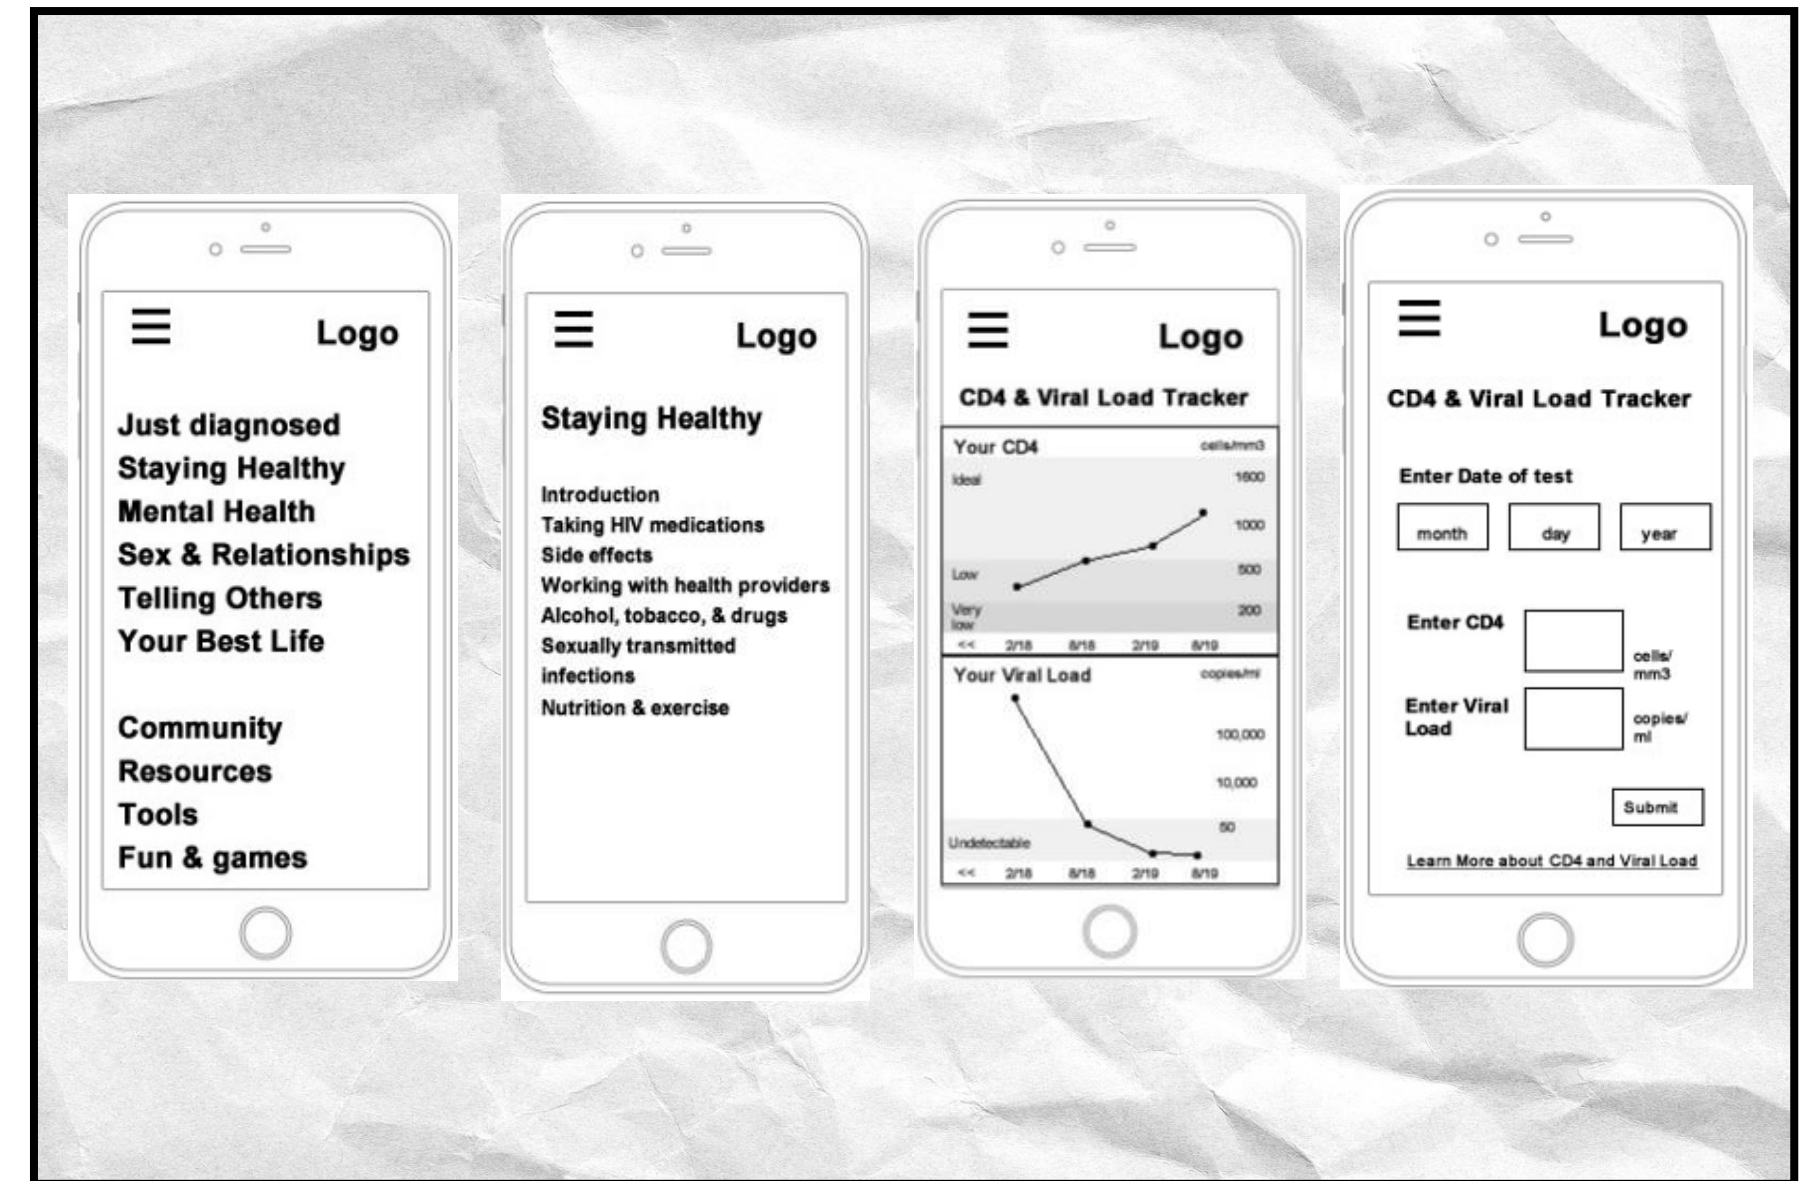 Logo
Just diagnosed
Staying Healthy
Mental Health
Sex & Relationships
Telling Others
Your Best Life
Community
Resources
Tools
Fun & games
Logo
Staying Healthy
Introduction
Taking HIV medications
Side effects
Working with health providers
Alcohol, tobacco, & drugs
Sexually transmitted
infections
Nutrition & exercise
Logo
CD4 & Viral Load Tracker
Your CD4 cells/mm3
Ideal 1600
1000
Low 500
Very 200
low
<< 2/18 8/18 2/19 8/19
Your Viral Load copies/ml
100,000
10,000
50
Undetectable
<< 2/18 8/18 2/19 8/19
Logo
CD4 & Viral Load Tracker
Enter Date of test
month day year
Enter CD4
cells/
mm3
Enter Viral
Load
copies/
ml
Submit
Learn More about CD4 and Viral Load